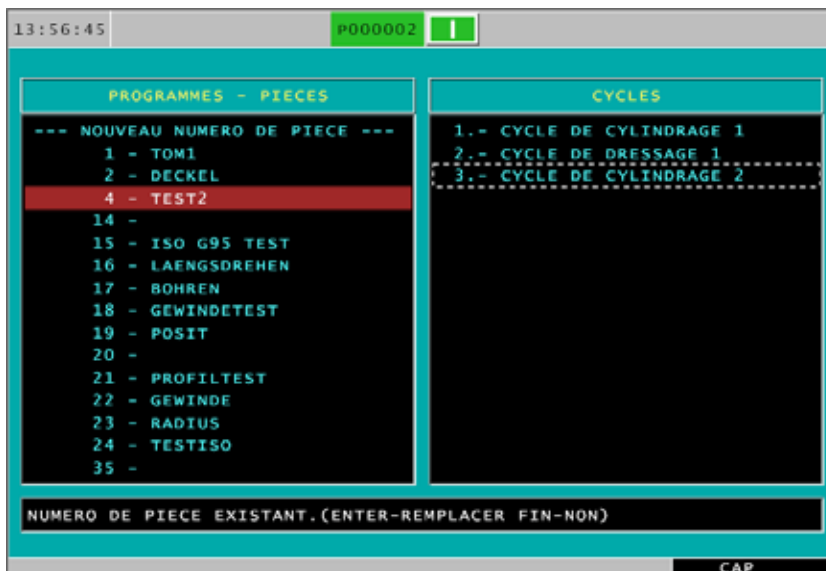 13:56:45
P000002
PROGRAMMES - PIECES
--- NOUVEAU NUMERO DE PIECE ---
1 - TOM1
2 - DECKEL
4 - TEST2
14 -
15 - ISO G95 TEST
16 - LAENGSDREHEN
17 - BOHREN
18 - GEWINDETEST
19 - POSIT
20 -
21 - PROFILTEST
22 - GEWINDE
23 - RADIUS
24 - TESTISO
35 -
CYCLES
1.- CYCLE DE CYLINDRAGE 1
2.- CYCLE DE DRESSAGE 1
3.- CYCLE DE CYLINDRAGE 2
NUMERO DE PIECE EXISTANT.(ENTER-REMPLACER FIN-NON)
CAP